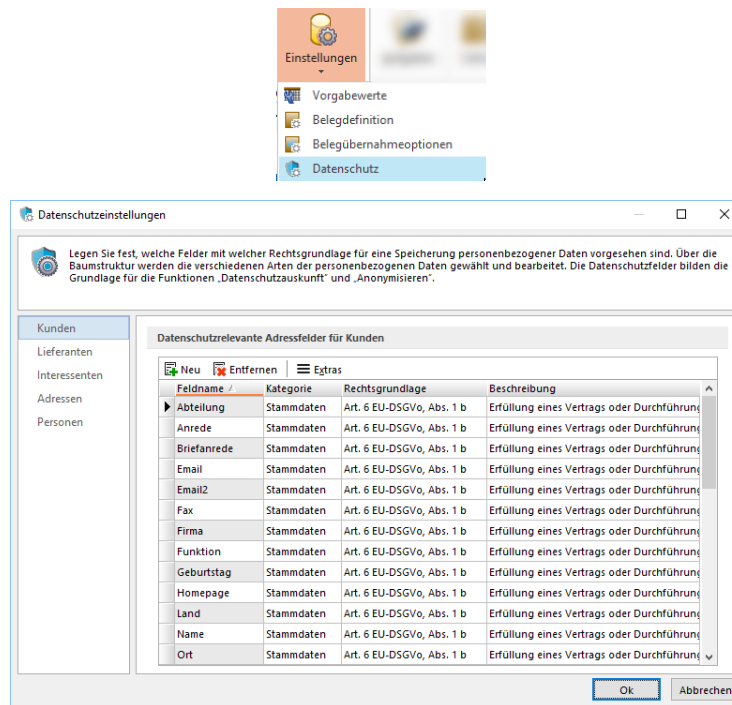 Einstellungen
Vorgabewerte
Belegdefinition
Belegübernahmeoptionen
Datenschutz
Datenschutzeinstellungen
Legen Sie fest, welche Felder mit welcher Rechtsgrundlage für eine Speicherung personenbezogener Daten vorgesehen sind. Über die
Baumstruktur werden die verschiedenen Arten der personenbezogenen Daten gewählt und bearbeitet. Die Datenschutzfelder bilden die
Grundlage für die Funktionen „Datenschutzauskunft“ und „Anonymisieren“.
Kunden
Lieferanten
Interessenten
Adressen
Personen
Datenschutzrelevante Adressfelder für Kunden
Neu Entfernen Extras
Feldname Kategorie Rechtsgrundlage Beschreibung
Abteilung Stammdaten Art. 6 EU-DSGVo, Abs. 1 b Erfüllung eines Vertrags oder Durchführung
Anrede Stammdaten Art. 6 EU-DSGVo, Abs. 1 b Erfüllung eines Vertrags oder Durchführung
Briefanrede Stammdaten Art. 6 EU-DSGVo, Abs. 1 b Erfüllung eines Vertrags oder Durchführung
Email Stammdaten Art. 6 EU-DSGVo, Abs. 1 b Erfüllung eines Vertrags oder Durchführung
Email2 Stammdaten Art. 6 EU-DSGVo, Abs. 1 b Erfüllung eines Vertrags oder Durchführung
Fax Stammdaten Art. 6 EU-DSGVo, Abs. 1 b Erfüllung eines Vertrags oder Durchführung
Firma Stammdaten Art. 6 EU-DSGVo, Abs. 1 b Erfüllung eines Vertrags oder Durchführung
Funktion Stammdaten Art. 6 EU-DSGVo, Abs. 1 b Erfüllung eines Vertrags oder Durchführung
Geburtstag Stammdaten Art. 6 EU-DSGVo, Abs. 1 b Erfüllung eines Vertrags oder Durchführung
Homepage Stammdaten Art. 6 EU-DSGVo, Abs. 1 b Erfüllung eines Vertrags oder Durchführung
Land Stammdaten Art. 6 EU-DSGVo, Abs. 1 b Erfüllung eines Vertrags oder Durchführung
Name Stammdaten Art. 6 EU-DSGVo, Abs. 1 b Erfüllung eines Vertrags oder Durchführung
Ort Stammdaten Art. 6 EU-DSGVo, Abs. 1 b Erfüllung eines Vertrags oder Durchführung
Ok Abbrechen